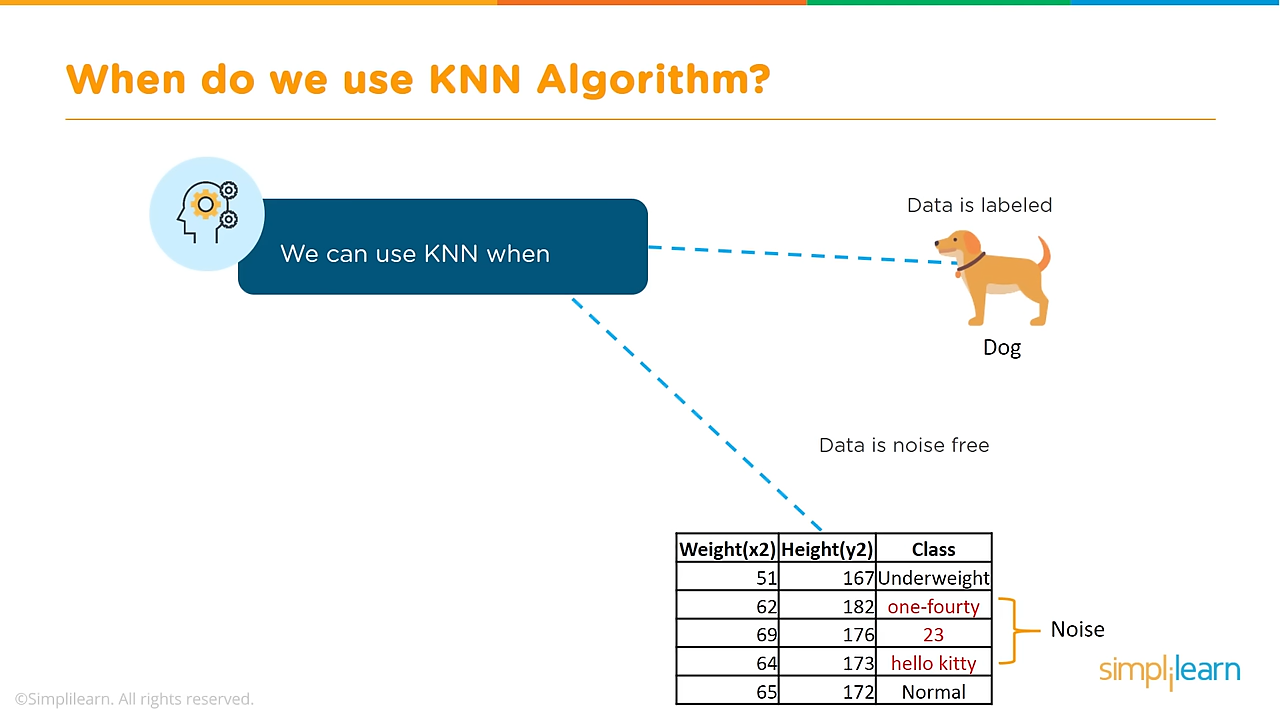 When do we use KNN Algorithm?
We can use KNN when
Data is labeled
Dog
Data is noise free
Weight(x2) Height(y2) Class
51 167 Underweight
62 182 one-fourty
69 176 23
64 173 hello kitty
65 172 Normal
Noise
simplilearn
©Simplilearn. All rights reserved.